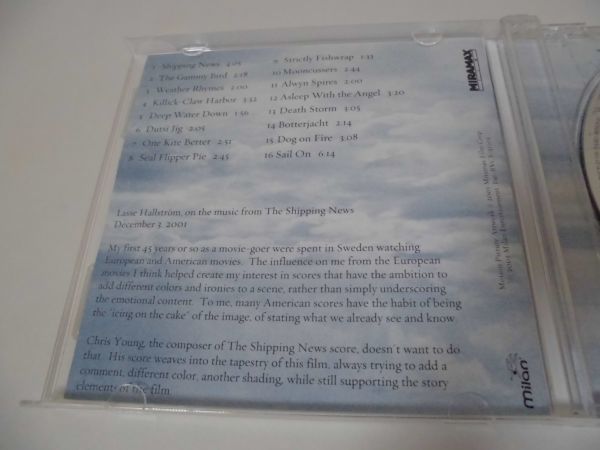 1 Shipping News 4:05
2 The Gammy Bird 2:18
3 Weather Rhymes 2:00
4 Killick-Claw Harbor 3:32
5 Deep Water Down 1:56
6 Dutsi Jig 2:05
7 One Kite Better 2:51
8 Seal Flipper Pie 2:45
9 Strictly Fishwrap 1:33
10 Mooncussers 2:44
11 Alwyn Spires 2:00
12 Asleep With the Angel 3:20
13 Death Storm 3:05
14 Botterjacht 2:14
15 Dog on Fire 3:08
16 Sail On 6:14
MIRAMAX
Lasse Hallström, on the music from The Shipping News
December 3, 2001
My first 45 years or so as a movie-goer were spent in Sweden watching
European and American movies. The influence on me from the European
movies I think helped create my interest in scores that have the ambition to
add different colors and ironies to a scene, rather than simply underscoring
the emotional content. To me, many American scores have the habit of being
the "icing on the cake" of the image, of stating what we already see and know.
Chris Young, the composer of The Shipping News score, doesn't want to do
that. His score weaves into the tapestry of this film, always trying to add a
comment, different color, another shading, while still supporting the story
elements of the film.
Motion Picture Artwork © 2001 Miramax Film Corp.
milan